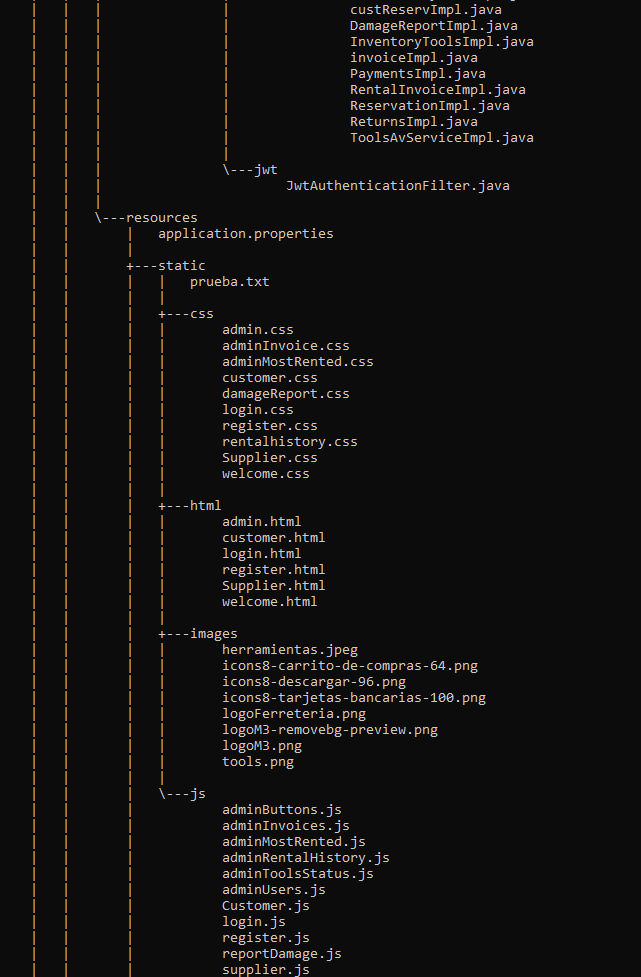 custReservImpl.java
DamageReportImpl.java
InventoryToolsImpl.java
invoiceImpl.java
PaymentsImpl.java
RentalInvoiceImpl.java
ReservationImpl.java
ReturnsImpl.java
ToolsAvServiceImpl.java
\---jwt
JwtAuthenticationFilter.java
\---resources
application.properties
+---static
prueba.txt
+---css
admin.css
adminInvoice.css
adminMostRented.css
customer.css
damageReport.css
login.css
register.css
rentalhistory.css
Supplier.css
welcome.css
+---html
admin.html
customer.html
login.html
register.html
Supplier.html
welcome.html
+---images
herramientas.jpeg
icons8-carrito-de-compras-64.png
icons8-descargar-96.png
icons8-tarjetas-bancarias-100.png
logoFerreteria.png
logoM3-removebg-preview.png
logoM3.png
tools.png
\---js
adminButtons.js
adminInvoices.js
adminMostRented.js
adminRentalHistory.js
adminToolsStatus.js
adminUsers.js
Customer.js
login.js
register.js
reportDamage.js
supplier.js